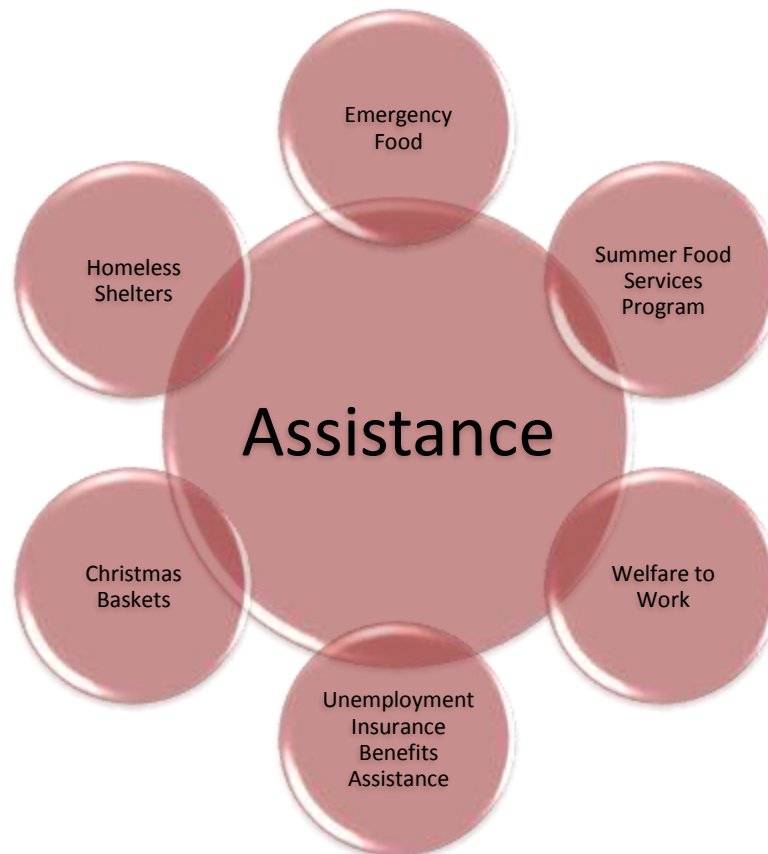 Emergency
Food
Summer Food
Services
Program
Welfare to
Work
Unemployment
Insurance
Benefits
Assistance
Christmas
Baskets
Homeless
Shelters
Assistance